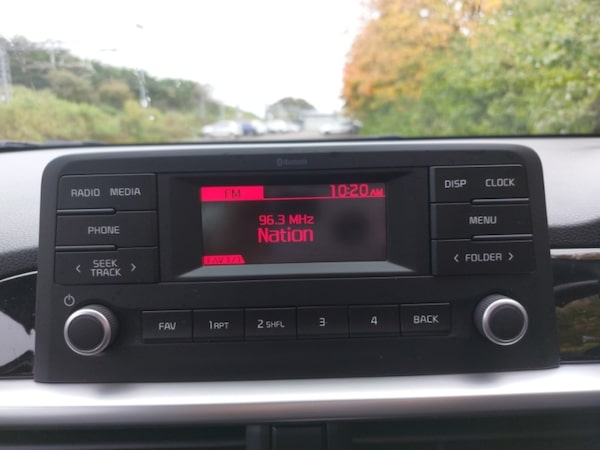 Bluetooth
RADIO MEDIA
PHONE
< SEEK >
TRACK
FM 10:20 AM
96.3 MHz
Nation
DISP CLOCK
MENU
< FOLDER >
FAV 1 RPT 2 SHFL 3 4 BACK